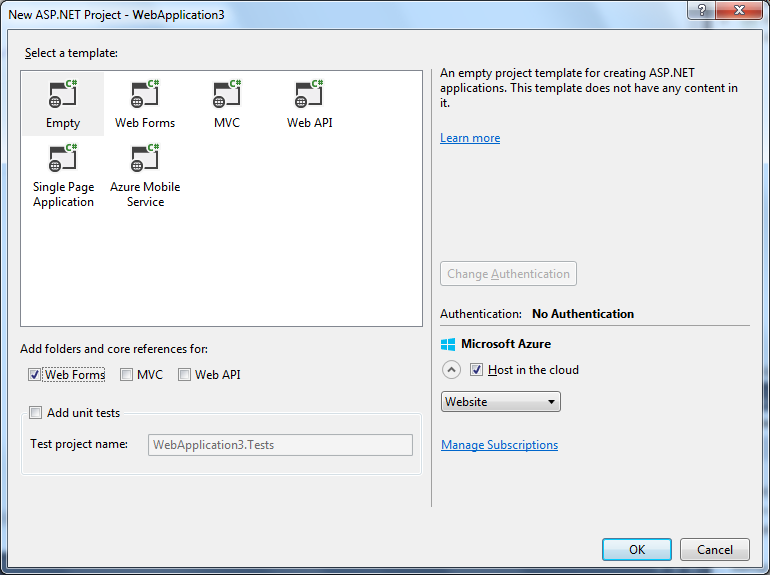 New ASP.NET Project - WebApplication3
?
Select a template:
C# C# C# C#
Empty Web Forms MVC Web API
C# C#
Single Page Azure Mobile
Application Service
An empty project template for creating ASP.NET
applications. This template does not have any content in
it.
Learn more
Change Authentication
Authentication: No Authentication
Microsoft Azure
Host in the cloud
Website
Manage Subscriptions
Add folders and core references for:
Web Forms MVC Web API
Add unit tests
Test project name: WebApplication3.Tests
OK Cancel